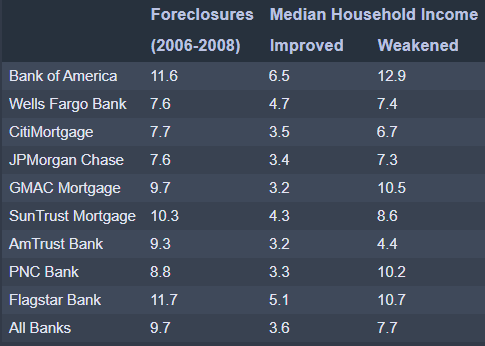 Foreclosures Median Household Income
(2006-2008) Improved Weakened
Bank of America 11.6 6.5 12.9
Wells Fargo Bank 7.6 4.7 7.4
CitiMortgage 7.7 3.5 6.7
JPMorgan Chase 7.6 3.4 7.3
GMAC Mortgage 9.7 3.2 10.5
SunTrust Mortgage 10.3 4.3 8.6
AmTrust Bank 9.3 3.2 4.4
PNC Bank 8.8 3.3 10.2
Flagstar Bank 11.7 5.1 10.7
All Banks 9.7 3.6 7.7